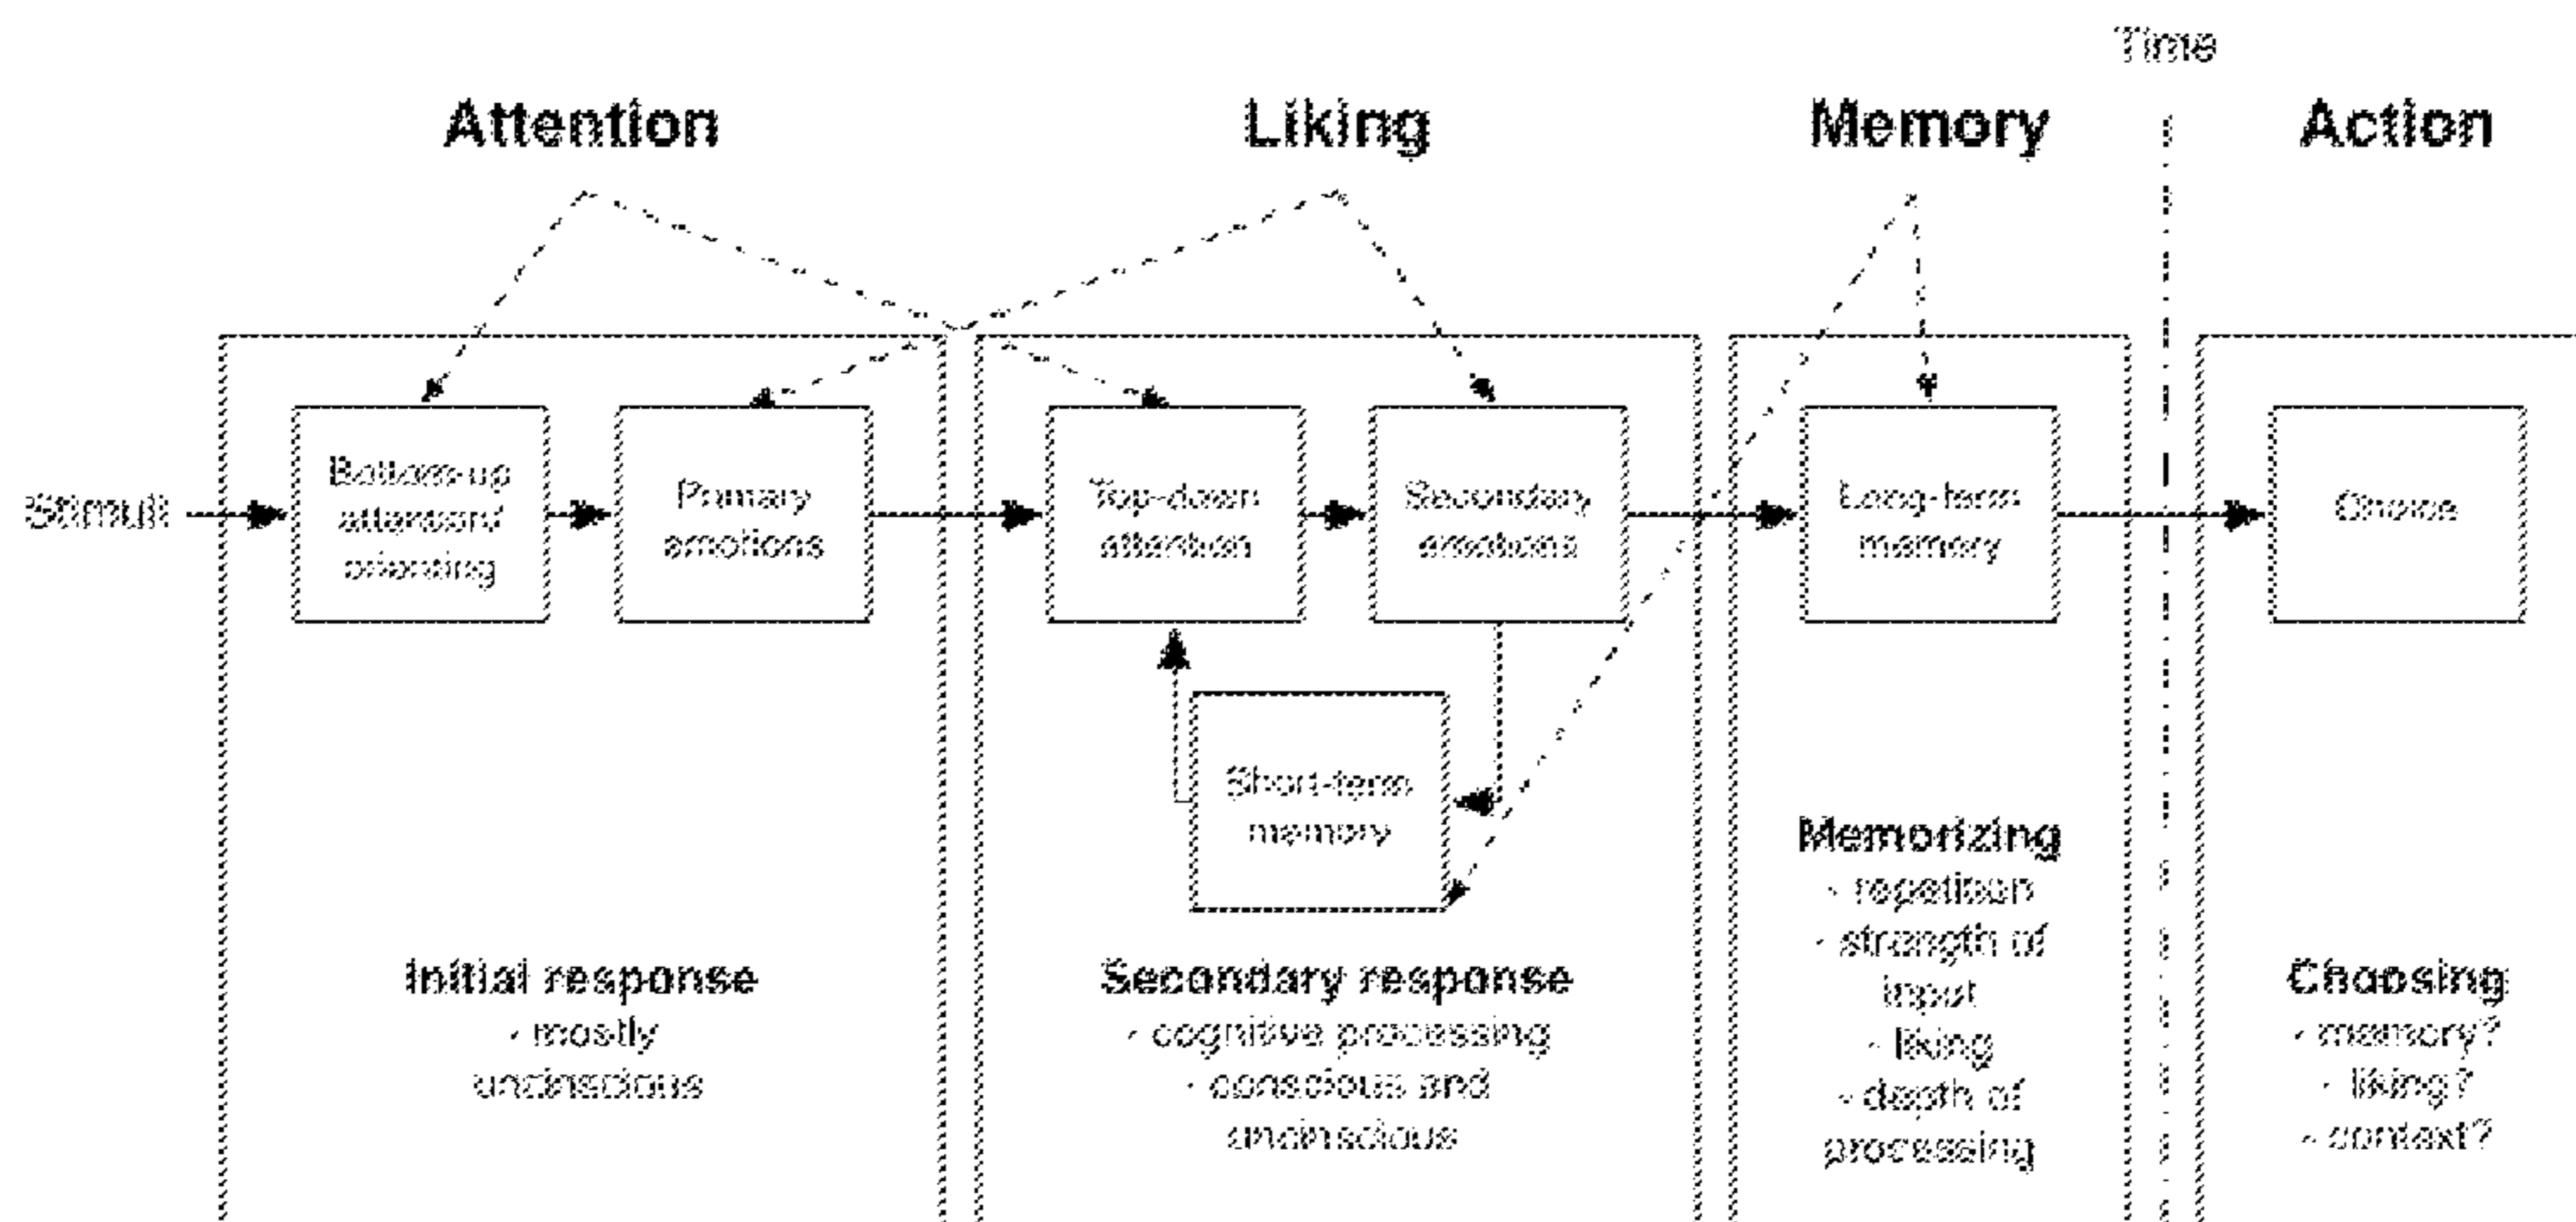 Time
Attention
Liking
Memory
Action
Stimuli
Bottom-up
attention/
orienting
Primary
emotions
Top-down
attention
Secondary
emotions
Long-term
memory
Choice
Short-term
memory
Initial response
- mostly
uncinscious
Secondary response
- cognitive processing
- conscious and
uncinscious
Memorizing
- repetition
- strength of
input
- liking
- depth of
processing
Choosing
- memory?
- liking?
- context?